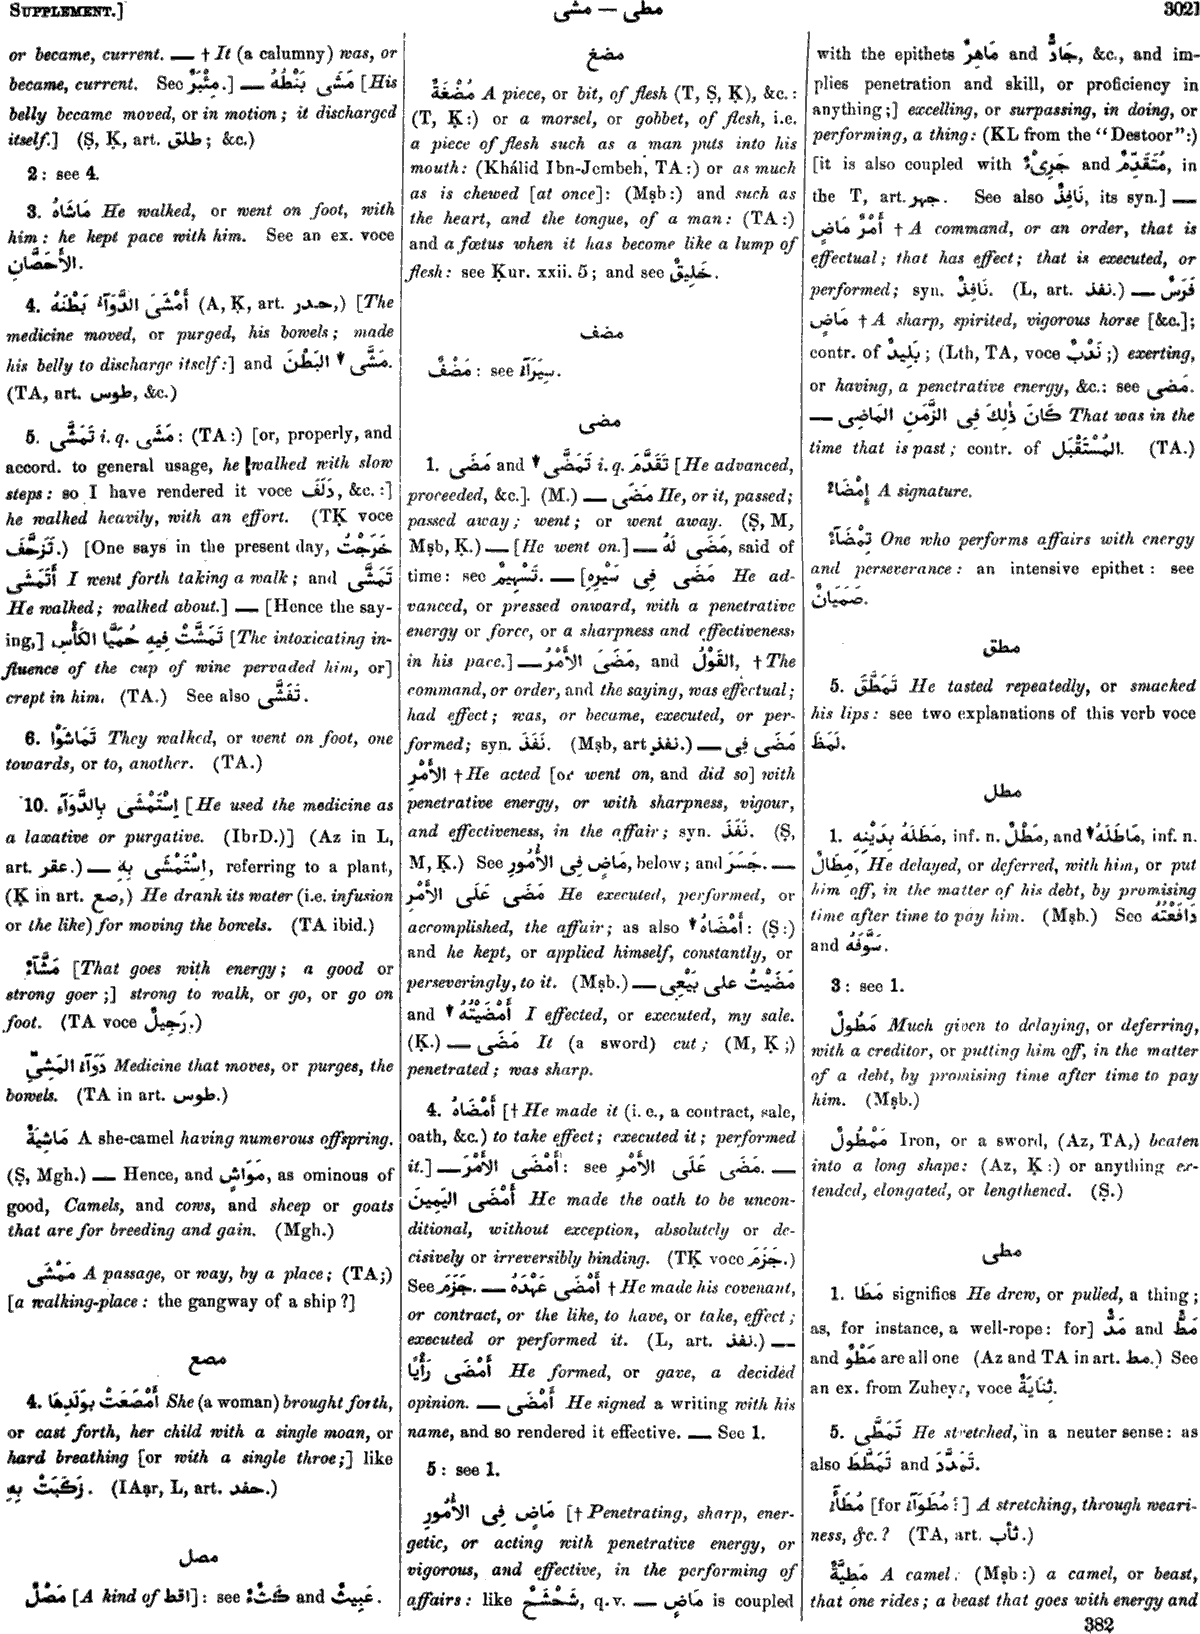 SUPPLEMENT.]
مشى — مطى
3021
or became, current. — † It (a calumny) was, or
became, current. See مِئْبَرٌ.] — مَشَى بَطْنُهُ [His
belly became moved, or in motion; it discharged
itself.] (Ṣ, Ḳ, art. طلق; &c.)
2: see 4.
3. مَاشَاهُ He walked, or went on foot, with
him: he kept pace with him. See an ex. voce
الأَحَصَّانِ.
4. أَمْشَى الدَّوَآءُ بَطْنَهُ (A, Ḳ, art. حدر,) [The
medicine moved, or purged, his bowels; made
his belly to discharge itself:] and مَشَّى ▼ البَطْنَ.
(TA, art. طوس, &c.)
5. تَمَشَّى i. q. مَشَى: (TA:) [or, properly, and
accord. to general usage, he walked with slow
steps: so I have rendered it voce دَلَفَ, &c.:]
he walked heavily, with an effort. (TḲ voce
تَزَحَّفَ.) [One says in the present day, خَرَجْتُ
أَتَمَشَّى I went forth taking a walk; and تَمَشَّى
He walked; walked about.] — [Hence the say-
ing,] تَمَشَّتْ فِيهِ حُمَيَّا الكَأْسِ [The intoxicating in-
fluence of the cup of wine pervaded him, or]
crept in him. (TA.) See also تَفَشَّى.
6. تَمَاشَوْا They walked, or went on foot, one
towards, or to, another. (TA.)
10. اِسْتَمْشَى بِالدَّوَآءِ [He used the medicine as
a laxative or purgative. (IbrD.)] (Az in L,
art. عقر.) — اِسْتَمْشَى بِهِ, referring to a plant,
(Ḳ in art. صع,) He drank its water (i.e. infusion
or the like) for moving the bowels. (TA ibid.)
مَشَّآءٌ [That goes with energy; a good or
strong goer;] strong to walk, or go, or go on
foot. (TA voce رَجِيلٌ.)
دَوَآءُ المَشِىِّ Medicine that moves, or purges, the
bowels. (TA in art. طوس.)
مَاشِيَةٌ A she-camel having numerous offspring.
(Ṣ, Mgh.) — Hence, and مَوَاشٍ, as ominous of
good, Camels, and cows, and sheep or goats
that are for breeding and gain. (Mgh.)
مَمْشًى A passage, or way, by a place; (TA;)
[a walking-place: the gangway of a ship?]
مصع
4. أَمْصَعَتْ بِوَلَدِهَا She (a woman) brought forth,
or cast forth, her child with a single moan, or
hard breathing [or with a single throe;] like
زَكَبَتْ بِهِ. (IAạr, L, art. حفد.)
مصل
مَصْلٌ [A kind of اقط]: see كَثْءٌ and عَبِيثٌ.
مضغ
مُضْغَةٌ A piece, or bit, of flesh (T, Ṣ, Ḳ), &c.:
(T, Ḳ:) or a morsel, or gobbet, of flesh, i.e.
a piece of flesh such as a man puts into his
mouth: (Khálid Ibn-Jembeh, TA:) or as much
as is chewed [at once]: (Mṣb:) and such as
the heart, and the tongue, of a man: (TA:)
and a fœtus when it has become like a lump of
flesh: see Ḳur. xxii. 5; and see خَلِيقٌ.
مضف
مَضْفٌ: see سِيَرَآءُ.
مضى
1. مَضَى and ▼ تَمَضَّى i. q. تَقَدَّمَ [He advanced,
proceeded, &c.]. (M.) — مَضَى He, or it, passed;
passed away; went; or went away. (Ṣ, M,
Mṣb, Ḳ.) — [He went on.] — مَضَى لَهُ, said of
time: see تَسْهِيمٌ. — [مَضَى فِى سَيْرِهِ He ad-
vanced, or pressed onward, with a penetrative
energy or force, or a sharpness and effectiveness,
in his pace.] — مَضَى الأَمْرُ, and القَوْلُ, † The
command, or order, and the saying, was effectual;
had effect; was, or became, executed, or per-
formed; syn. نَفَذَ. (Mṣb, art. نفذ.) — مَضَى فِى
الأَمْرِ † He acted [or went on, and did so] with
penetrative energy, or with sharpness, vigour,
and effectiveness, in the affair; syn. نَفَذَ. (Ṣ,
M, Ḳ.) See مَاضٍ فِى الأُمُورِ, below; and جَسَرَ. —
مَضَى عَلَى الأَمْرِ He executed, performed, or
accomplished, the affair; as also ▼ أَمْضَاهُ: (Ṣ:)
and he kept, or applied himself, constantly, or
perseveringly, to it. (Mṣb.) — مَضَيْتُ عَلَى بَيْعِى
and ▼ أَمْضَيْتُهُ I effected, or executed, my sale.
(Ḳ.) — مَضَى It (a sword) cut; (M, Ḳ;)
penetrated; was sharp.
4. أَمْضَاهُ [† He made it (i. e., a contract, sale,
oath, &c.) to take effect; executed it; performed
it.] — أَمْضَى الأَمْرَ: see مَضَى عَلَى الأَمْرِ. —
أَمْضَى اليَمِينَ He made the oath to be uncon-
ditional, without exception, absolutely or de-
cisively or irreversibly binding. (TḲ voce جَزَمَ.)
See جَزَمَ. — أَمْضَى عَهْدَهُ † He made his covenant,
or contract, or the like, to have, or take, effect;
executed or performed it. (L, art. نفذ.) —
أَمْضَى رَأْيًا He formed, or gave, a decided
opinion. — أَمْضَى He signed a writing with his
name, and so rendered it effective. — See 1.
5: see 1.
مَاضٍ فِى الأُمُورِ [† Penetrating, sharp, ener-
getic, or acting with penetrative energy, or
vigorous, and effective, in the performing of
affairs: like شَحْشَحٌ, q. v. — مَاضٍ is coupled
with the epithets مَاهِرٌ and جَادٌّ, &c., and im-
plies penetration and skill, or proficiency in
anything;] excelling, or surpassing, in doing, or
performing, a thing: (KL from the "Destoor":)
[it is also coupled with جَرِىْءٌ and مُتَقَدِّمٌ, in
the T, art. جهر. See also نَافِذٌ, its syn.] —
أَمْرٌ مَاضٍ † A command, or an order, that is
effectual; that has effect; that is executed, or
performed; syn. نَافِذٌ. (L, art. نفذ.) — فَرَسٌ
مَاضٍ † A sharp, spirited, vigorous horse [&c.];
contr. of بَلِيدٌ; (Lth, TA, voce نَدْبٌ;) exerting,
or having, a penetrative energy, &c.: see مَضَى.
— كَانَ ذٰلِكَ فِى الزَّمَنِ المَاضِى That was in the
time that is past; contr. of المُسْتَقْبَل. (TA.)
إِمْضَاءٌ A signature.
تِمْضَآءٌ One who performs affairs with energy
and perseverance: an intensive epithet: see
صَمَيَانٌ.
مطق
5. تَمَطَّقَ He tasted repeatedly, or smacked
his lips: see two explanations of this verb voce
لَمَظَ.
مطل
1. مَطَلَهُ بِدَيْنِهِ, inf. n. مَطْلٌ, and ▼ مَاطَلَهُ, inf. n.
مِطَالٌ, He delayed, or deferred, with him, or put
him off, in the matter of his debt, by promising
time after time to pay him. (Mṣb.) See دَافَعْتُهُ
and سَوَّفَهُ.
3: see 1.
مَطُولٌ Much given to delaying, or deferring,
with a creditor, or putting him off, in the matter
of a debt, by promising time after time to pay
him. (Mṣb.)
مَمْطُولٌ Iron, or a sword, (Az, TA,) beaten
into a long shape: (Az, Ḳ:) or anything ex-
tended, elongated, or lengthened. (Ṣ.)
مطى
1. مَطَا signifies He drew, or pulled, a thing;
as, for instance, a well-rope: for] مَدٌّ and مَطٌّ
and مَطْوٌ are all one (Az and TA in art. مط.) See
an ex. from Zuheyr, voce ثِنَايَةٌ.
5. تَمَطَّى He stretched, in a neuter sense: as
also تَمَطَّطَ and تَمَدَّدَ.
مُطَآءٌ [for مُطَوَآءُ?] A stretching, through weari-
ness, &c.? (TA, art. ثأب.)
مَطِيَّةٌ A camel. (Mṣb:) a camel, or beast,
that one rides; a beast that goes with energy and
382